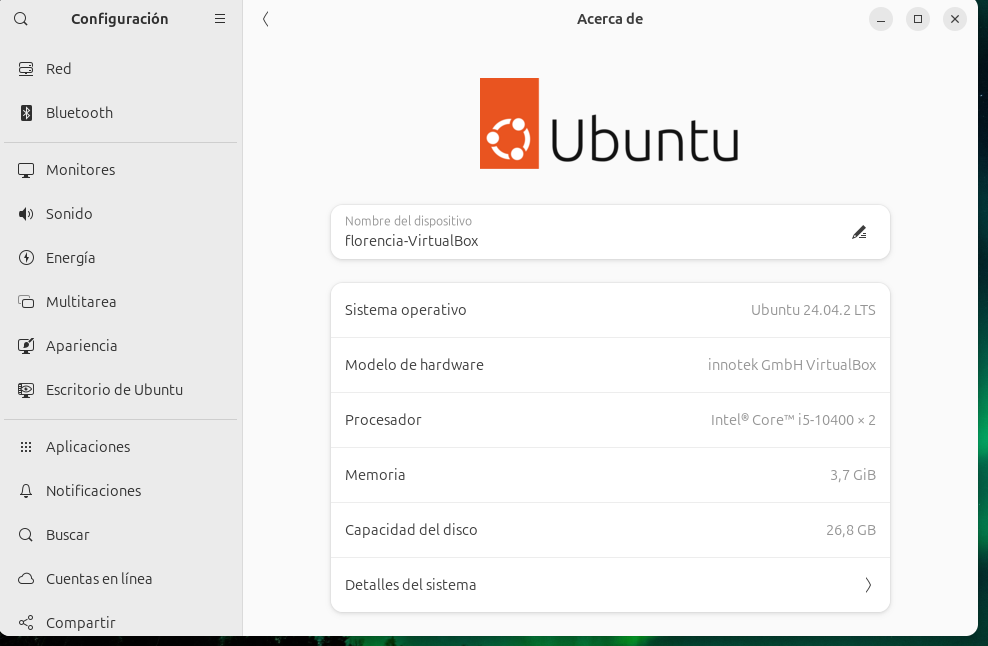 Configuración
Red
Bluetooth
Monitores
Sonido
Energía
Multitarea
Apariencia
Escritorio de Ubuntu
Aplicaciones
Notificaciones
Buscar
Cuentas en línea
Compartir
Acerca de
Ubuntu
Nombre del dispositivo
florencia-VirtualBox
Sistema operativo Ubuntu 24.04.2 LTS
Modelo de hardware innotek GmbH VirtualBox
Procesador Intel® Core™ i5-10400 × 2
Memoria 3,7 GiB
Capacidad del disco 26,8 GB
Detalles del sistema